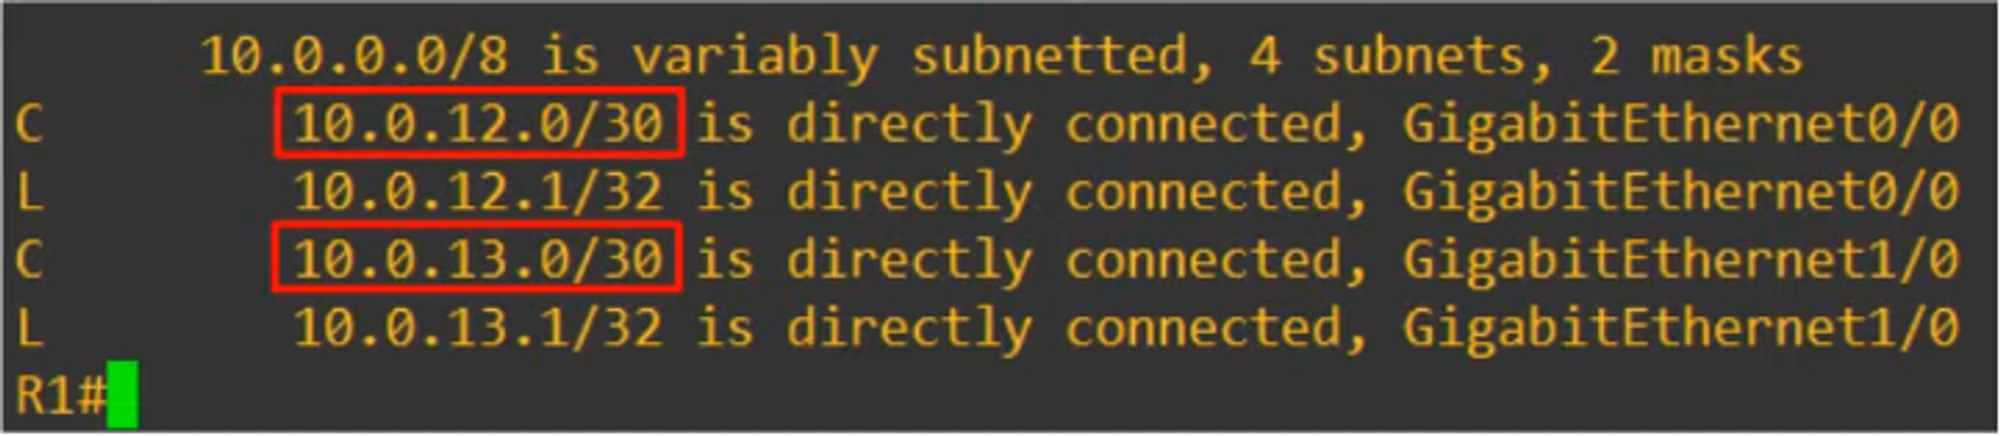 10.0.0.0/8 is variably subnetted, 4 subnets, 2 masks
C 10.0.12.0/30 is directly connected, GigabitEthernet0/0
L 10.0.12.1/32 is directly connected, GigabitEthernet0/0
C 10.0.13.0/30 is directly connected, GigabitEthernet1/0
L 10.0.13.1/32 is directly connected, GigabitEthernet1/0
R1#